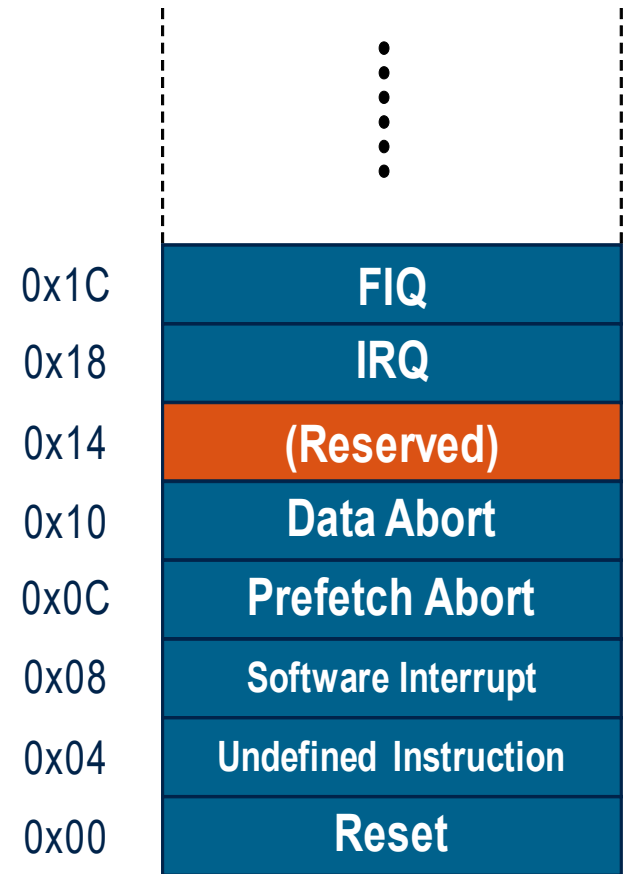 0x1C FIQ
0x18 IRQ
0x14 (Reserved)
0x10 Data Abort
0x0C Prefetch Abort
0x08 Software Interrupt
0x04 Undefined Instruction
0x00 Reset